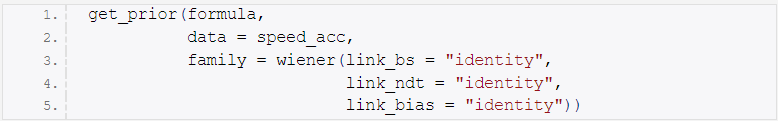 1. get_prior(formula,
2.           data = speed_acc,
3.           family = wiener(link_bs = "identity",
4.                           link_ndt = "identity",
5.                           link_bias = "identity"))